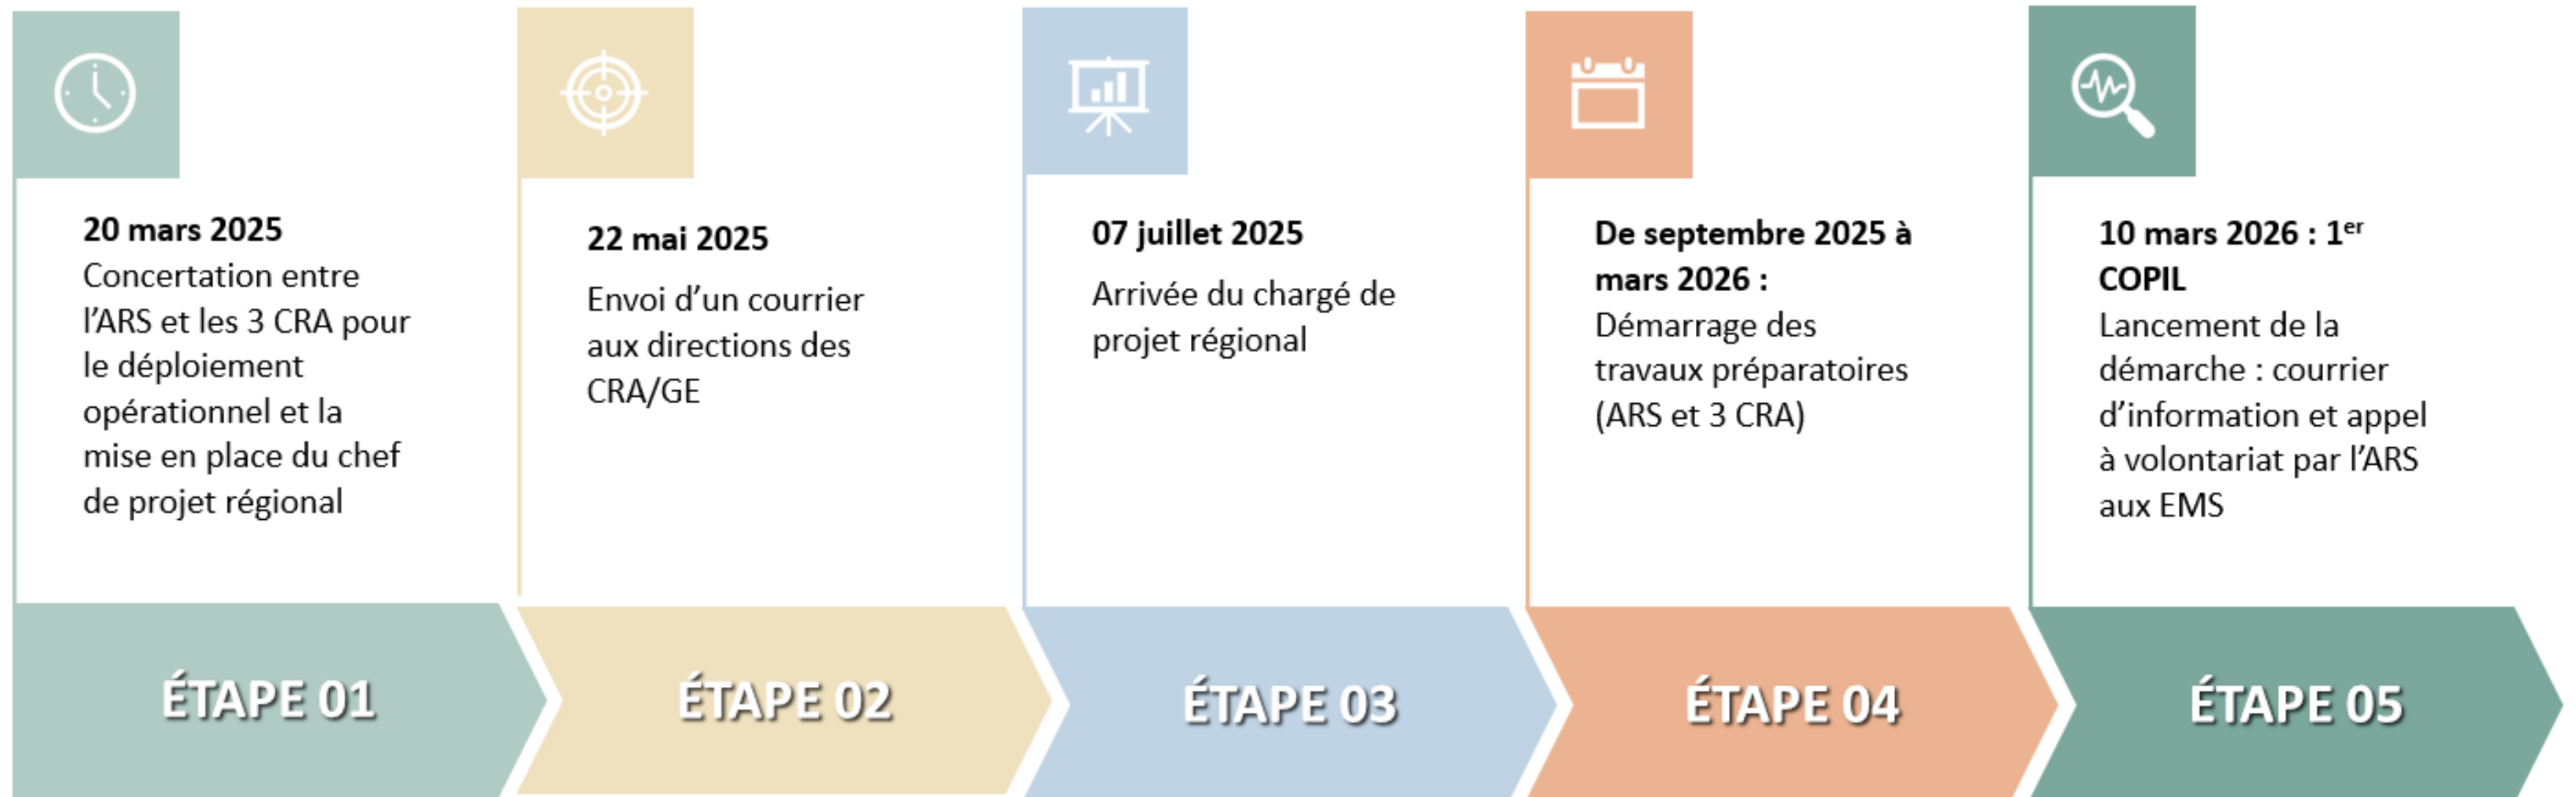 20 mars 2025
Concertation entre
l’ARS et les 3 CRA pour
le déploiement
opérationnel et la
mise en place du chef
de projet régional
22 mai 2025
Envoi d’un courrier
aux directions des
CRA/GE
07 juillet 2025
Arrivée du chargé de
projet régional
De septembre 2025 à
mars 2026 :
Démarrage des
travaux préparatoires
(ARS et 3 CRA)
10 mars 2026 : 1er
COPIL
Lancement de la
démarche : courrier
d’information et appel
à volontariat par l’ARS
aux EMS
ÉTAPE 01
ÉTAPE 02
ÉTAPE 03
ÉTAPE 04
ÉTAPE 05